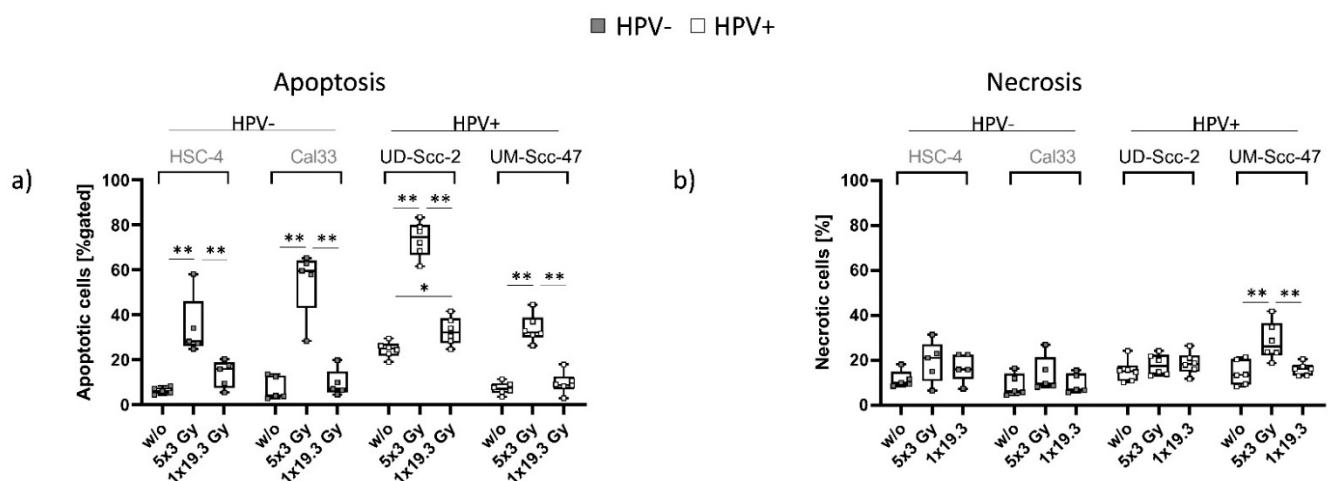 HPV- HPV+
Apoptosis
HPV- HPV+
HSC-4 Cal33 UD-Scc-2 UM-Scc-47
a)
Apoptotic cells [%gated]
100
80
60
40
20
0
** ** ** ** ** ** * ** **
w/o 5x3 Gy 1x19.3 Gy w/o 5x3 Gy 1x19.3 Gy w/o 5x3 Gy 1x19.3 Gy w/o 5x3 Gy 1x19.3 Gy
Necrosis
HPV- HPV+
HSC-4 Cal33 UD-Scc-2 UM-Scc-47
b)
Necrotic cells [%]
100
80
60
40
20
0
** **
w/o 5x3 Gy 1x19.3 w/o 5x3 Gy 1x19.3 w/o 5x3 Gy 1x19.3 w/o 5x3 Gy 1x19.3